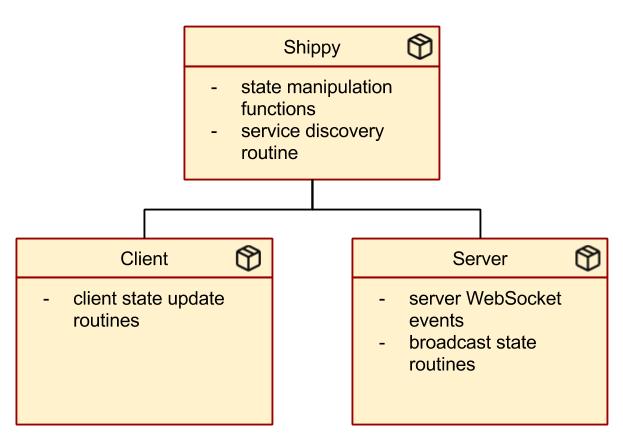 Shippy
- state manipulation
functions
- service discovery
routine
Client
- client state update
routines
Server
- server WebSocket
events
- broadcast state
routines